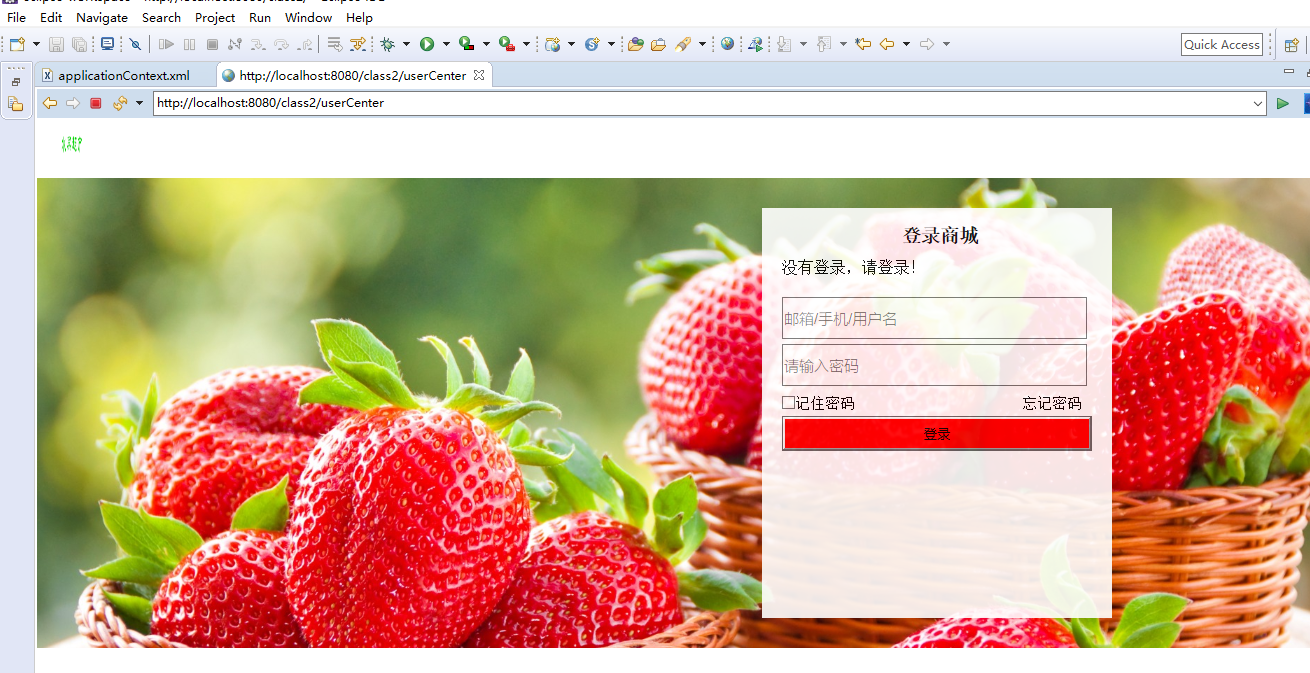 File Edit Navigate Search Project Run Window Help
Quick Access
applicationContext.xml
http://localhost:8080/class2/userCenter
http://localhost:8080/class2/userCenter
登录商城
没有登录，请登录!
邮箱/手机/用户名
请输入密码
记住密码 忘记密码
登录